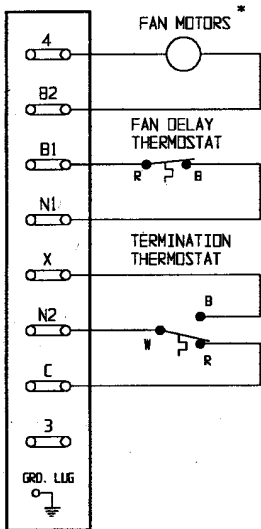 FAN MOTORS *
4
B2
FAN DELAY
THERMOSTAT
B1
R B
N1
TERMINATION
THERMOSTAT
X
B
N2
W
R
C
3
GRD. LUG